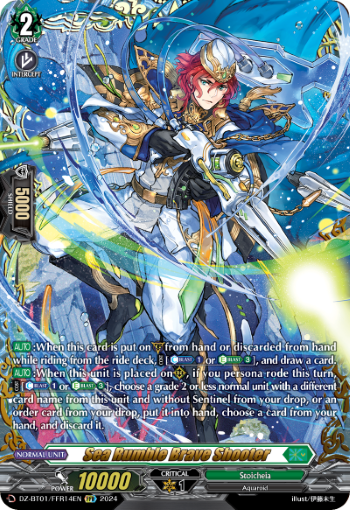 2
GRADE
INTERCEPT
5000
SHIELD
AUTO:When this card is put on from hand or discarded from hand
while riding from the ride deck, [BLAST 1 or BLAST 3], and draw a card.
AUTO:When this unit is placed on, if you persona rode this turn,
[BLAST 1 or BLAST 3], choose a grade 2 or less normal unit with a different
card name from this unit and without Sentinel from your drop, or an
order card from your drop, put it into hand, choose a card from your
hand, and discard it.
NORMAL UNIT
Sea Rumble Brave Shooter
POWER 10000
CRITICAL
1
Stoicheia
Aquaroid
DZ-BT01/FFR14EN FFR 2024
illust/伊藤未生